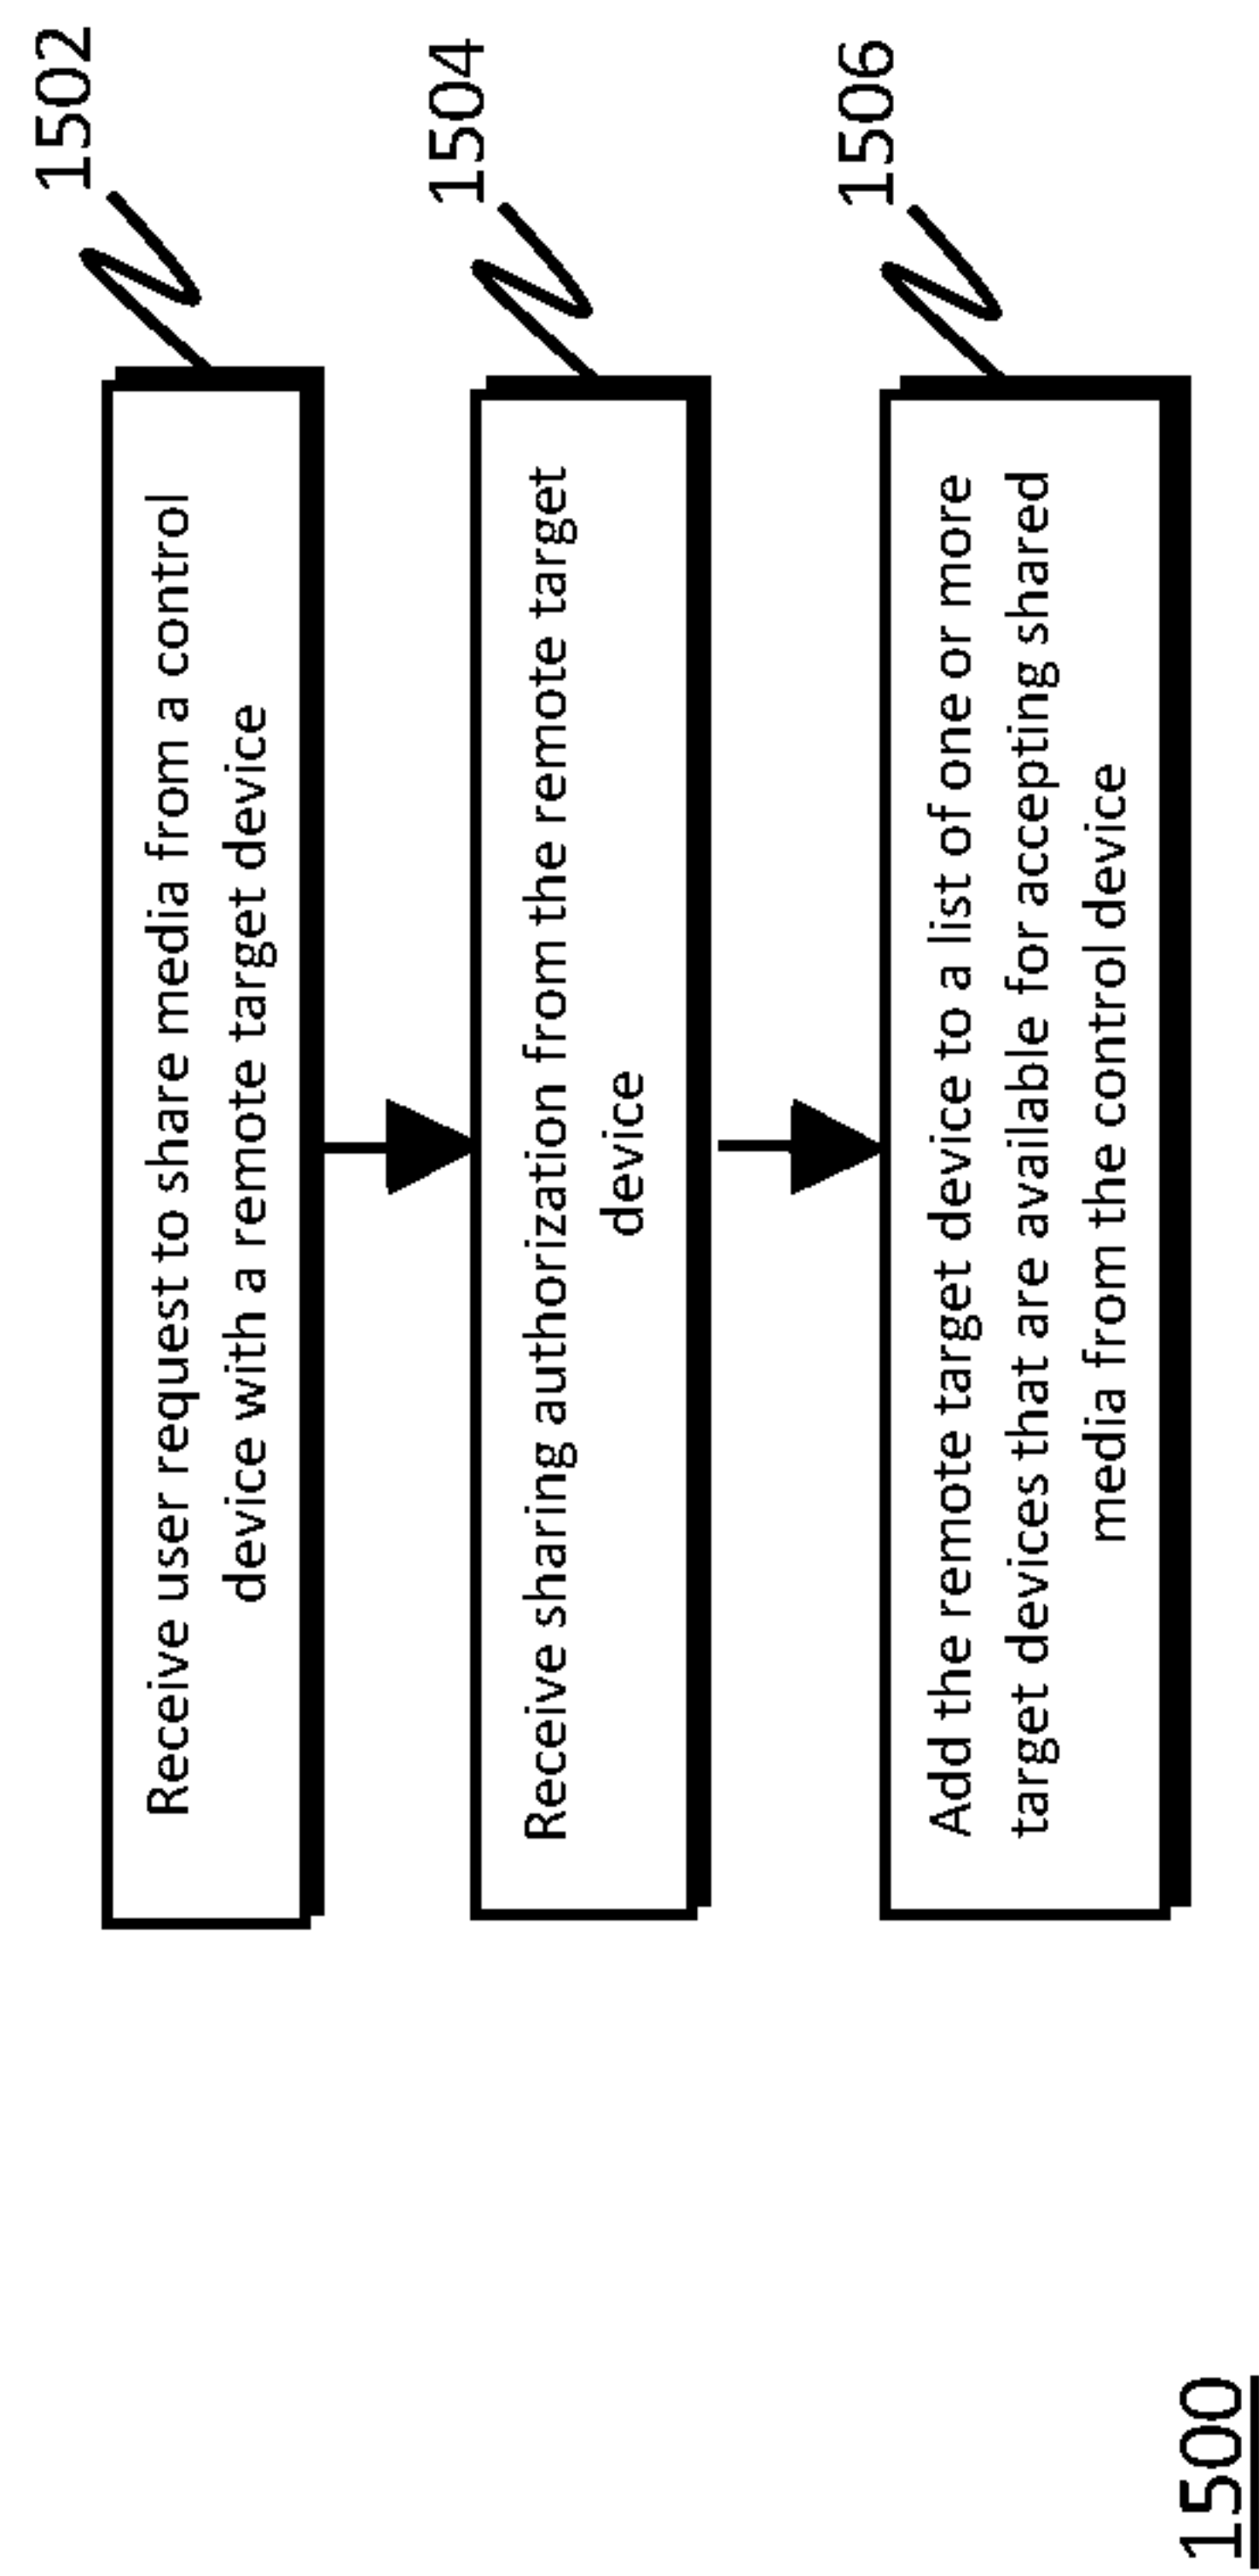 1502
Receive user request to share media from a control
device with a remote target device
1504
Receive sharing authorization from the remote target
device
1506
Add the remote target device to a list of one or more
target devices that are available for accepting shared
media from the control device
1500